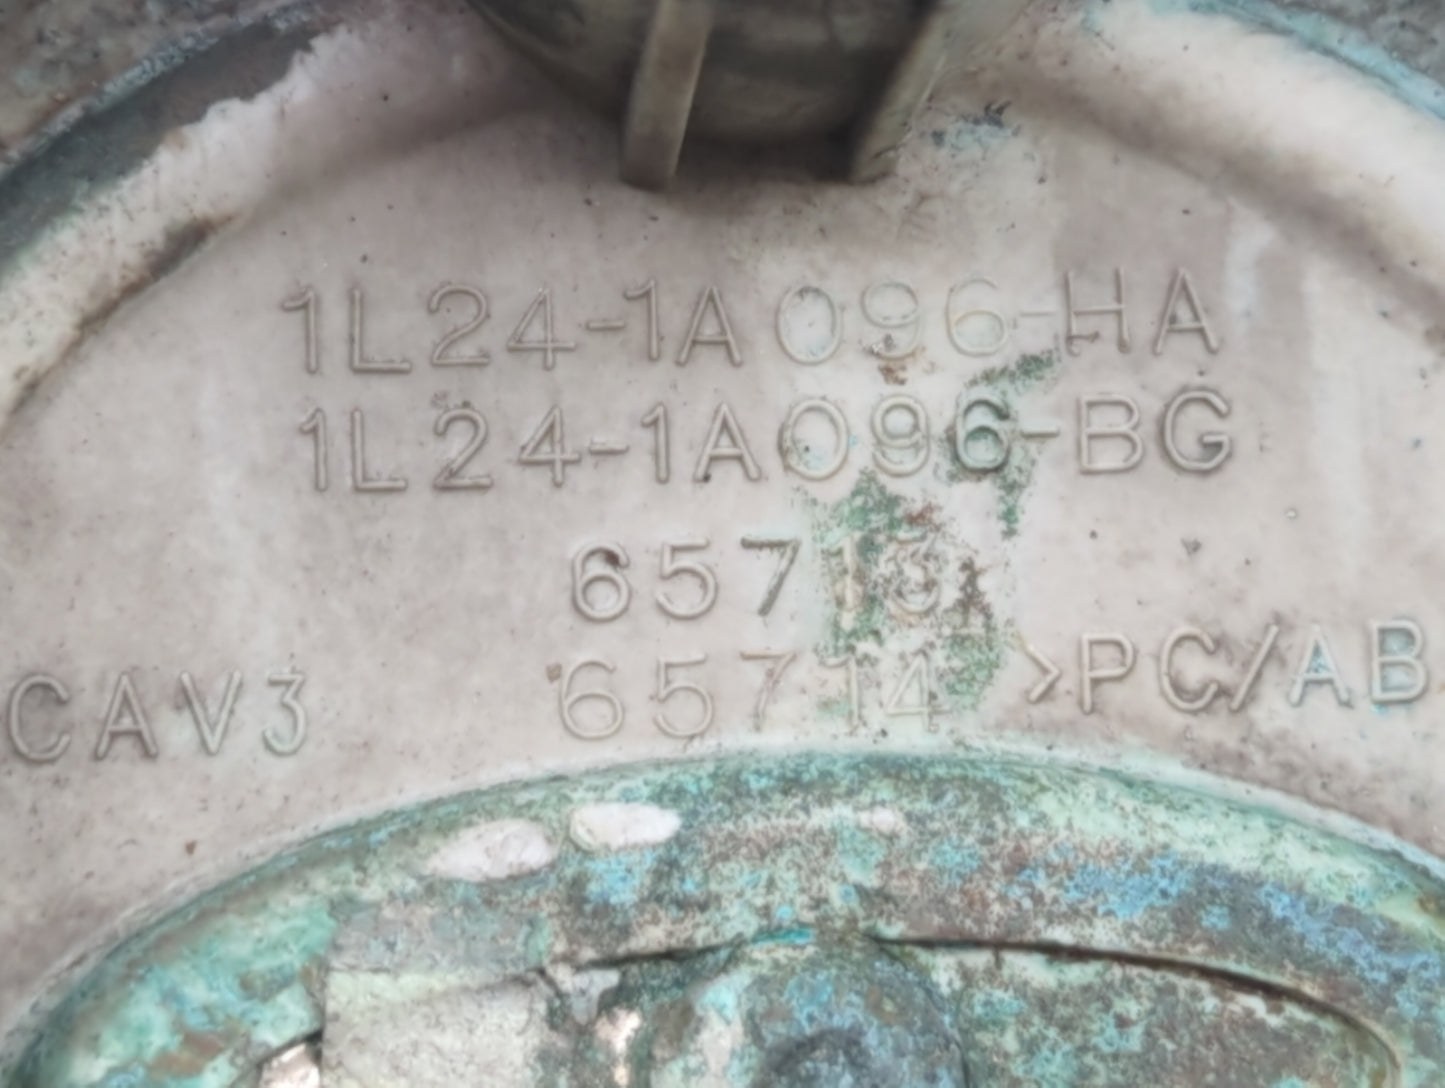 1L24-1A096-HA
1L24-1A096-BG
65713
65714
CAV3
>PC/AB